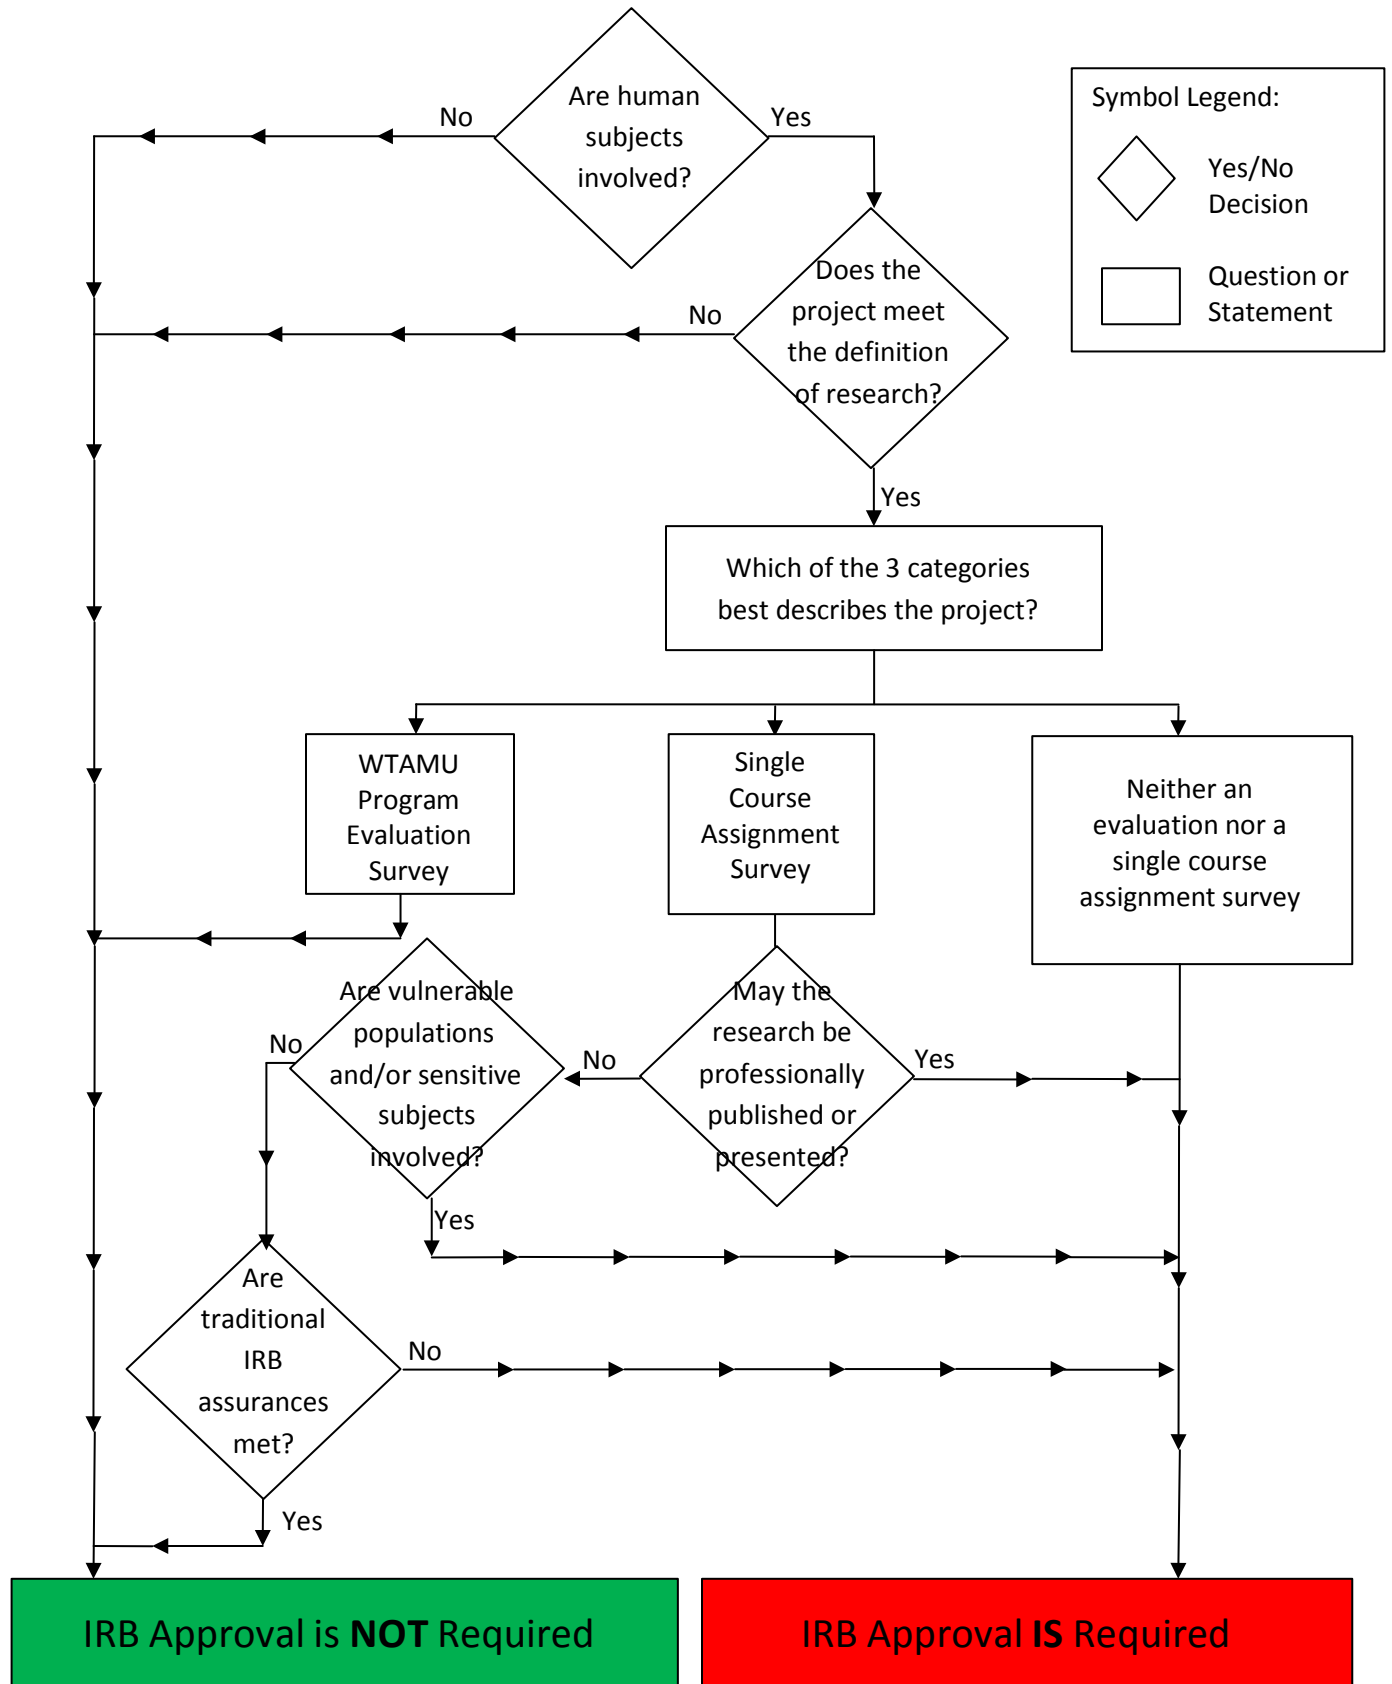 No
Are human
subjects
involved?
Yes
Symbol Legend:
Yes/No
Decision
Question or
Statement
No
Does the
project meet
the definition
of research?
Yes
Which of the 3 categories
best describes the project?
WTAMU
Program
Evaluation
Survey
Single
Course
Assignment
Survey
Neither an
evaluation nor a
single course
assignment survey
No
Are vulnerable
populations
and/or sensitive
subjects
involved?
No
May the
research be
professionally
published or
presented?
Yes
Yes
Are
traditional
IRB
assurances
met?
No
Yes
IRB Approval is NOT Required
IRB Approval IS Required